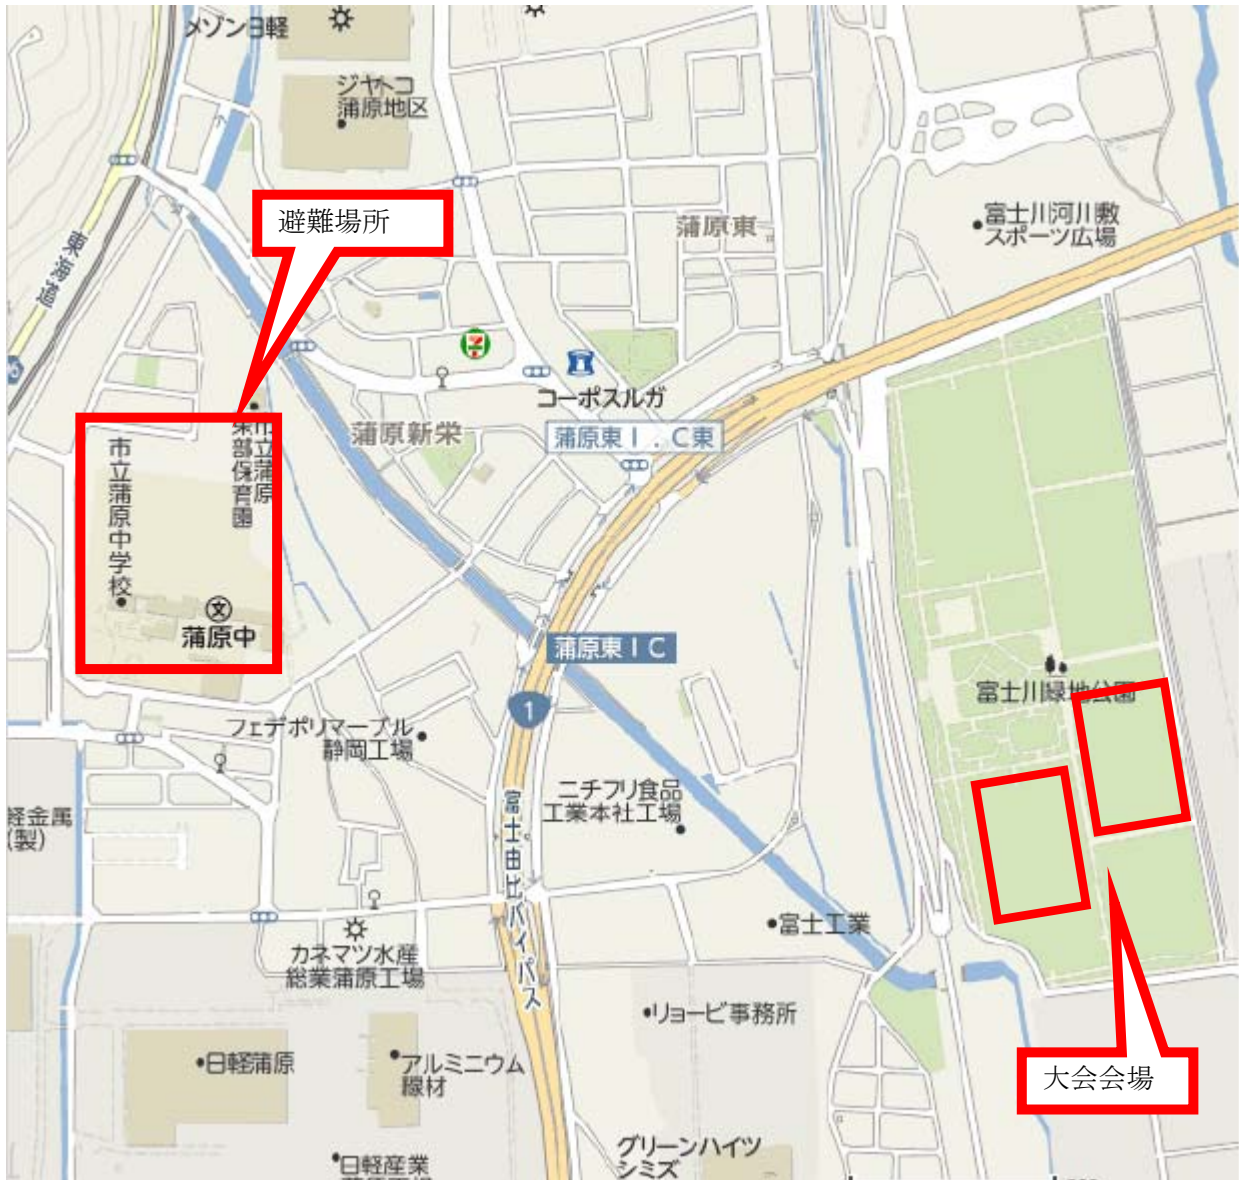 メゾン日軽
ジヤトコ
蒲原地区
避難場所
蒲原東
富士川河川敷
スポーツ広場
東海道
コーポスルガ
蒲原新栄
蒲原東I.C東
市立蒲原
東部保育園
市立蒲原中学校
文
蒲原中
蒲原東IC
1
富士川緑地公園
フェデポリマーブル
静岡工場
ニチフリ食品
工業本社工場
富士由比バイパス
軽金属
(製)
富士工業
カネマツ水産
総業蒲原工場
リョービ事務所
大会会場
日軽蒲原
アルミニウム
線材
グリーンハイツ
シミズ
日軽産業